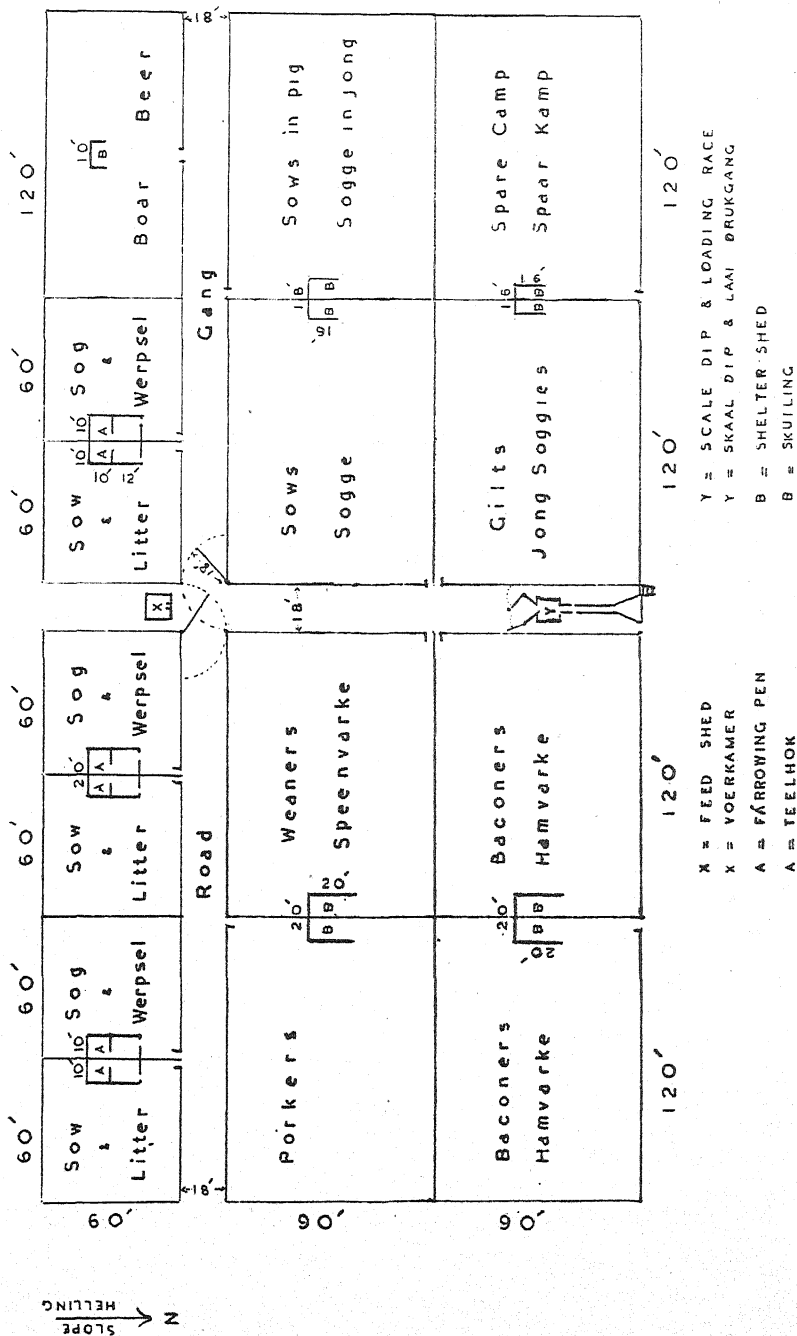 SLOPE
HELLING
N
60'
60'
60'
60'
60'
60'
120'
60'
Sow
&
Litter
10'
10'
A
A
Sog
&
Werpsel
Sow
&
Litter
20'
A
A
Sog
&
Werpsel
X
Sow
&
Litter
10'
10'
A
A
10'
12'
Sog
&
Werpsel
10'
B
Boar Beer
18'
Road
Gang
18'
18'
90'
Porkers
20'
B
B
20'
Weaners
Speenvarke
18'
Sows
Sogge
18'
B
B
Sows in pig
Sogge in jong
90'
Baconers
Hamvarke
20'
B
B
20'
Baconers
Hamvarke
Y
Gilts
Jong Soggies
16'
B
B
Spare Camp
Spaar Kamp
120'
120'
120'
120'
X = FEED SHED
X = VOERKAMER
A = FARROWING PEN
A = TEELHOK
Y = SCALE DIP & LOADING RACE
Y = SKAAL DIP & LAAI DRUKGANG
B = SHELTER SHED
B = SKUILING